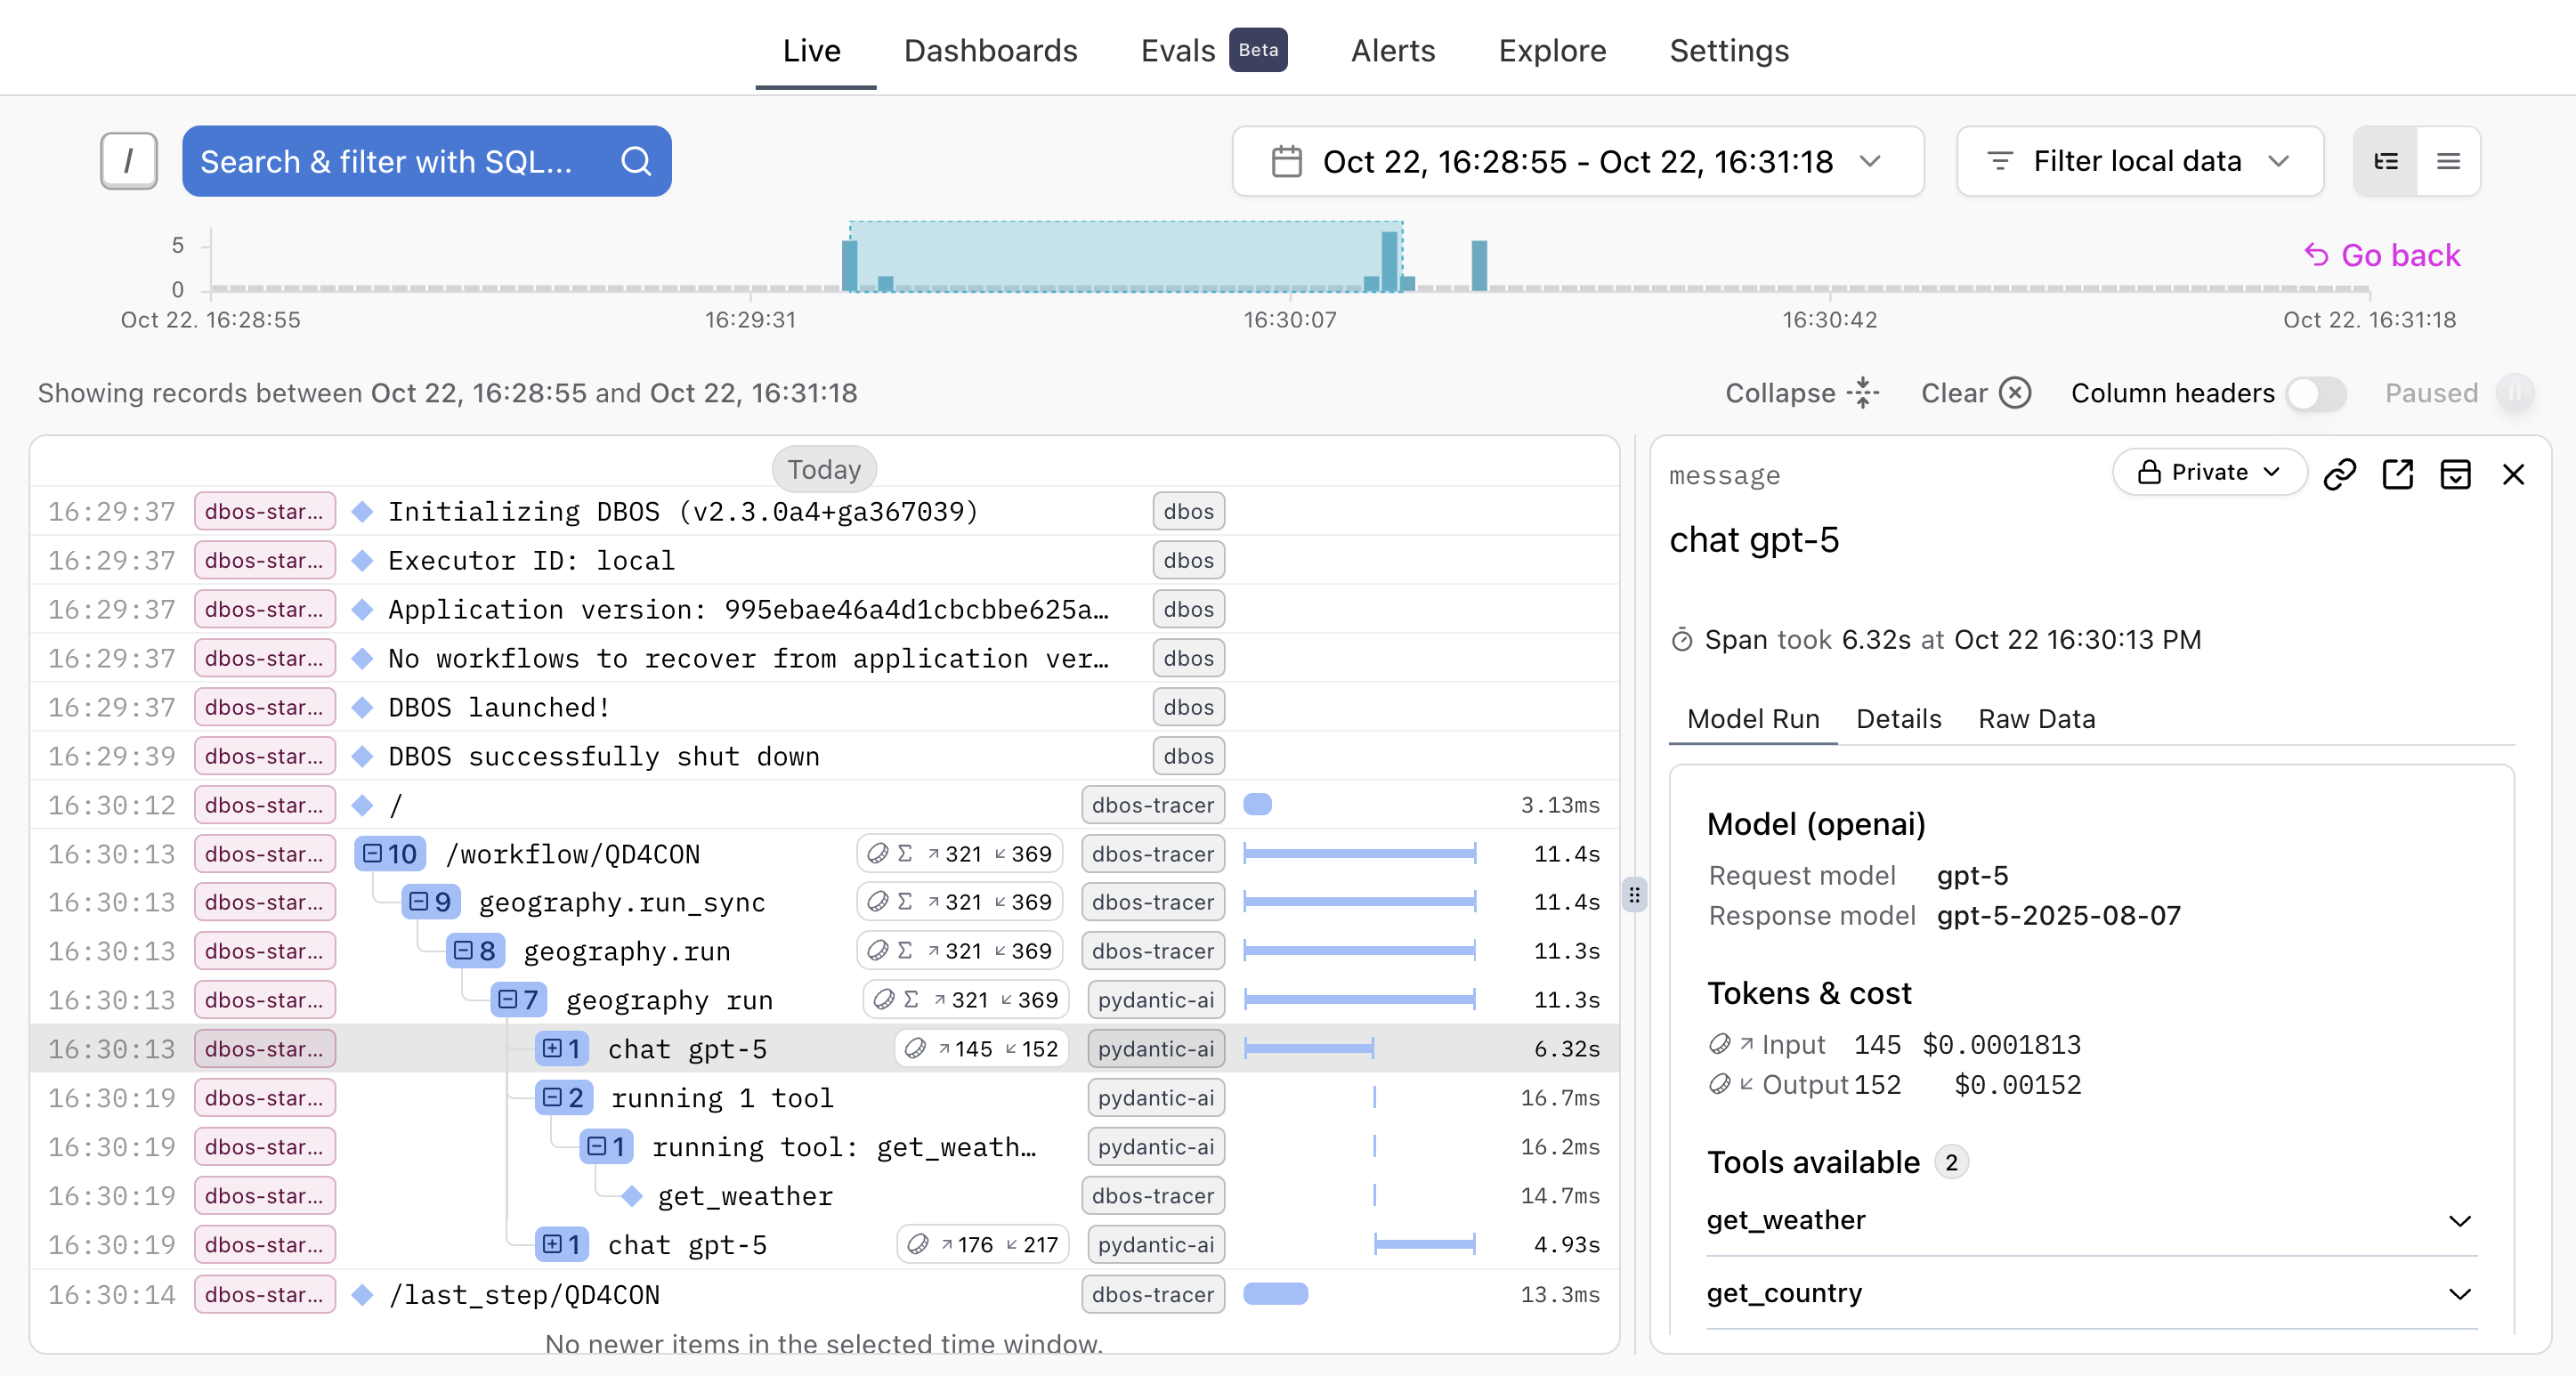 Live Dashboards Evals Beta Alerts Explore Settings
/ Search & filter with SQL... Oct 22, 16:28:55 - Oct 22, 16:31:18 Filter local data
5
0
Go back
Oct 22. 16:28:55 16:29:31 16:30:07 16:30:42 Oct 22. 16:31:18
Showing records between Oct 22, 16:28:55 and Oct 22, 16:31:18 Collapse Clear Column headers Paused
Today
16:29:37 dbos-star... Initializing DBOS (v2.3.0a4+ga367039) dbos
16:29:37 dbos-star... Executor ID: local dbos
16:29:37 dbos-star... Application version: 995ebae46a4d1cbcbbe625a… dbos
16:29:37 dbos-star... No workflows to recover from application ver… dbos
16:29:37 dbos-star... DBOS launched! dbos
16:29:39 dbos-star... DBOS successfully shut down dbos
16:30:12 dbos-star... / dbos-tracer 3.13ms
16:30:13 dbos-star... 10 /workflow/QD4CON Σ ↗ 321 ↙ 369 dbos-tracer 11.4s
16:30:13 dbos-star... 9 geography.run_sync Σ ↗ 321 ↙ 369 dbos-tracer 11.4s
16:30:13 dbos-star... 8 geography.run Σ ↗ 321 ↙ 369 dbos-tracer 11.3s
16:30:13 dbos-star... 7 geography run Σ ↗ 321 ↙ 369 pydantic-ai 11.3s
16:30:13 dbos-star... 1 chat gpt-5 ↗ 145 ↙ 152 pydantic-ai 6.32s
16:30:19 dbos-star... 2 running 1 tool pydantic-ai 16.7ms
16:30:19 dbos-star... 1 running tool: get_weath… pydantic-ai 16.2ms
16:30:19 dbos-star... get_weather dbos-tracer 14.7ms
16:30:19 dbos-star... 1 chat gpt-5 ↗ 176 ↙ 217 pydantic-ai 4.93s
16:30:14 dbos-star... /last_step/QD4CON dbos-tracer 13.3ms
No newer items in the selected time window.
message Private
chat gpt-5
Span took 6.32s at Oct 22 16:30:13 PM
Model Run Details Raw Data
Model (openai)
Request model gpt-5
Response model gpt-5-2025-08-07
Tokens & cost
↗ Input 145 $0.0001813
↙ Output 152 $0.00152
Tools available 2
get_weather
get_country